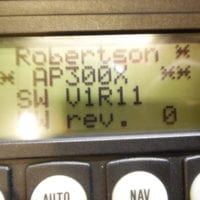 Robertson *
* AP300X **
SW V1R11
rev. 0
AUTO NAV